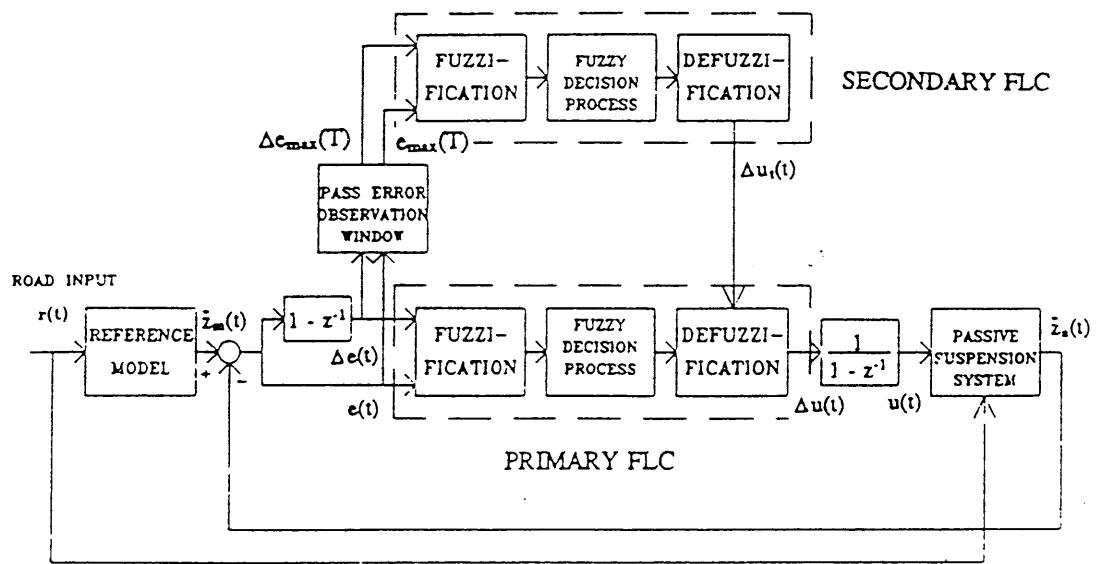 FUZZI-
FICATION
FUZZY
DECISION
PROCESS
DEFUZZI-
FICATION
SECONDARY FLC
Δe_max(T)
e_max(T)
Δu_t(t)
PASS ERROR
OBSERVATION
WINDOW
ROAD INPUT
r(t)
REFERENCE
MODEL
z̈_m(t)
+
-
1 - z⁻¹
Δe(t)
e(t)
FUZZI-
FICATION
FUZZY
DECISION
PROCESS
DEFUZZI-
FICATION
Δu(t)
1
1 - z⁻¹
u(t)
PASSIVE
SUSPENSION
SYSTEM
z̈_a(t)
PRIMARY FLC